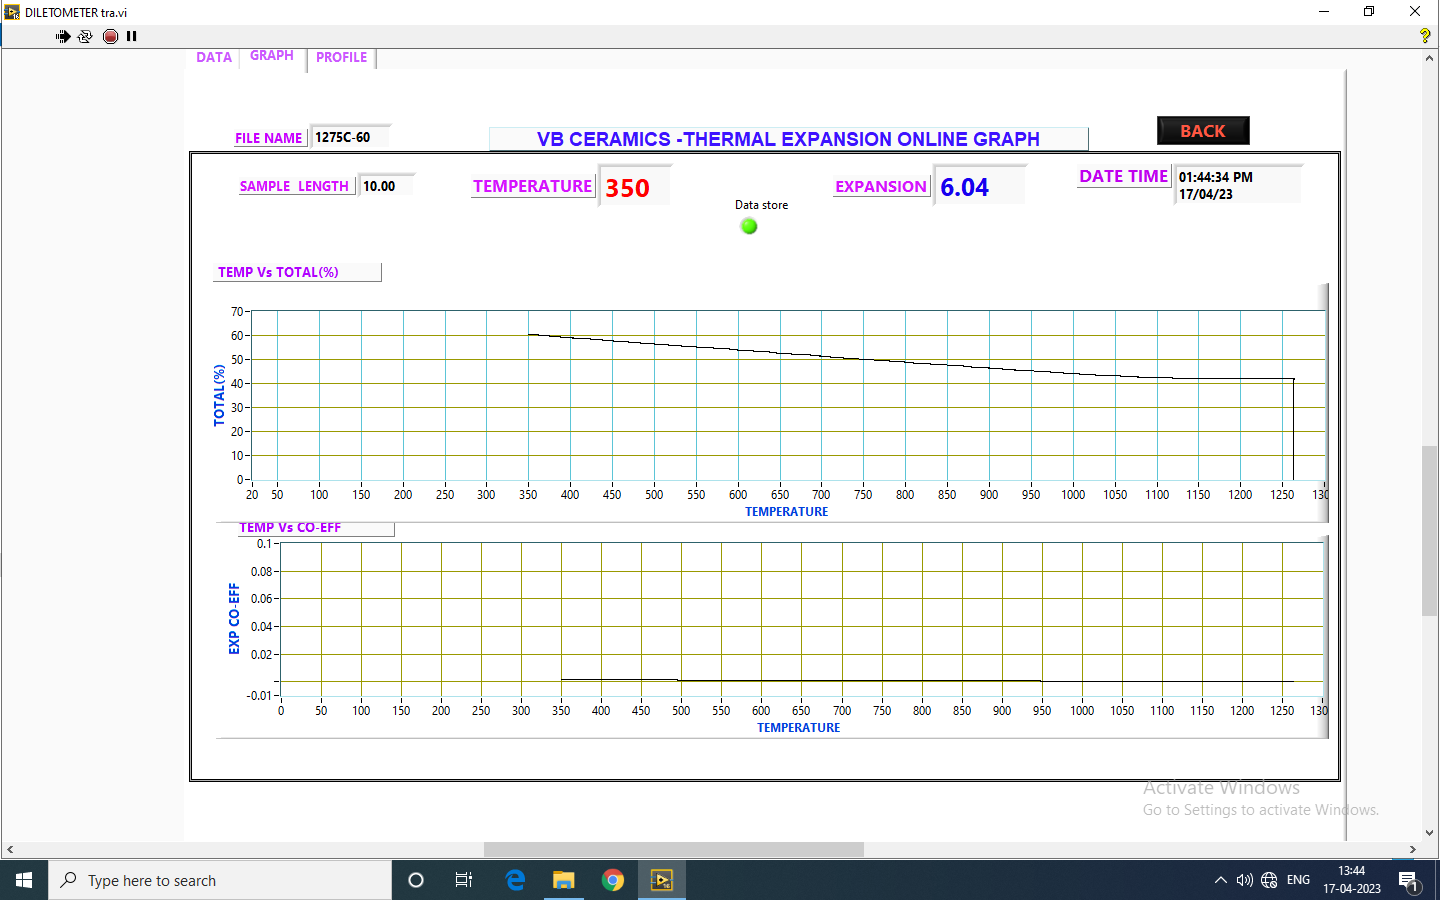 DILETOMETER tra.vi
DATA GRAPH PROFILE
FILE NAME 1275C-60
VB CERAMICS -THERMAL EXPANSION ONLINE GRAPH
BACK
SAMPLE LENGTH 10.00
TEMPERATURE 350
Data store
EXPANSION 6.04
DATE TIME 01:44:34 PM
17/04/23
TEMP Vs TOTAL(%)
TOTAL(%)
70
60
50
40
30
20
10
0
20 50 100 150 200 250 300 350 400 450 500 550 600 650 700 750 800 850 900 950 1000 1050 1100 1150 1200 1250 130
TEMPERATURE
TEMP Vs CO-EFF
EXP CO-EFF
0.1
0.08
0.06
0.04
0.02
-0.01
0 50 100 150 200 250 300 350 400 450 500 550 600 650 700 750 800 850 900 950 1000 1050 1100 1150 1200 1250 130
TEMPERATURE
Activate Windows
Go to Settings to activate Windows.
Type here to search
16
ENG
13:44
17-04-2023
1